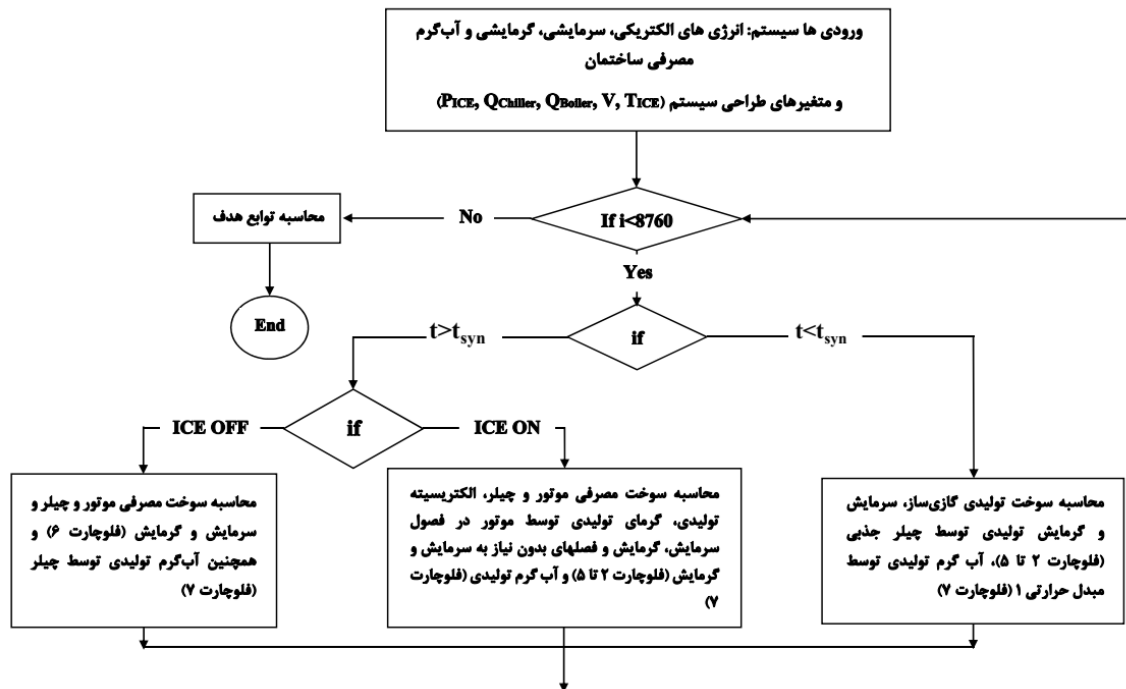 ورودی ها سیستم: انرژی های الکتریکی، سرمایشی، گرمایشی و آب‌گرم
مصرفی ساختمان
و متغیرهای طراحی سیستم (PICE, QChiller, QBoiler, V, TICE)
If i<8760
No
محاسبه توابع هدف
End
Yes
if
t>tsyn
t<tsyn
if
ICE OFF
ICE ON
محاسبه سوخت مصرفی موتور و چیلر و
سرمایش و گرمایش (فلوچارت ۶) و
همچنین آب‌گرم تولیدی توسط چیلر
(فلوچارت ۷)
محاسبه سوخت مصرفی موتور و چیلر، الکتریسیته
تولیدی، گرمای تولیدی توسط موتور در فصول
سرمایش، گرمایش و فصلهای بدون نیاز به سرمایش و
گرمایش (فلوچارت ۲ تا ۵) و آب گرم تولیدی (فلوچارت
۷)
محاسبه سوخت تولیدی گازی‌ساز، سرمایش
و گرمایش تولیدی توسط چیلر جذبی
(فلوچارت ۲ تا ۵)، آب گرم تولیدی توسط
مبدل حرارتی ۱ (فلوچارت ۷)